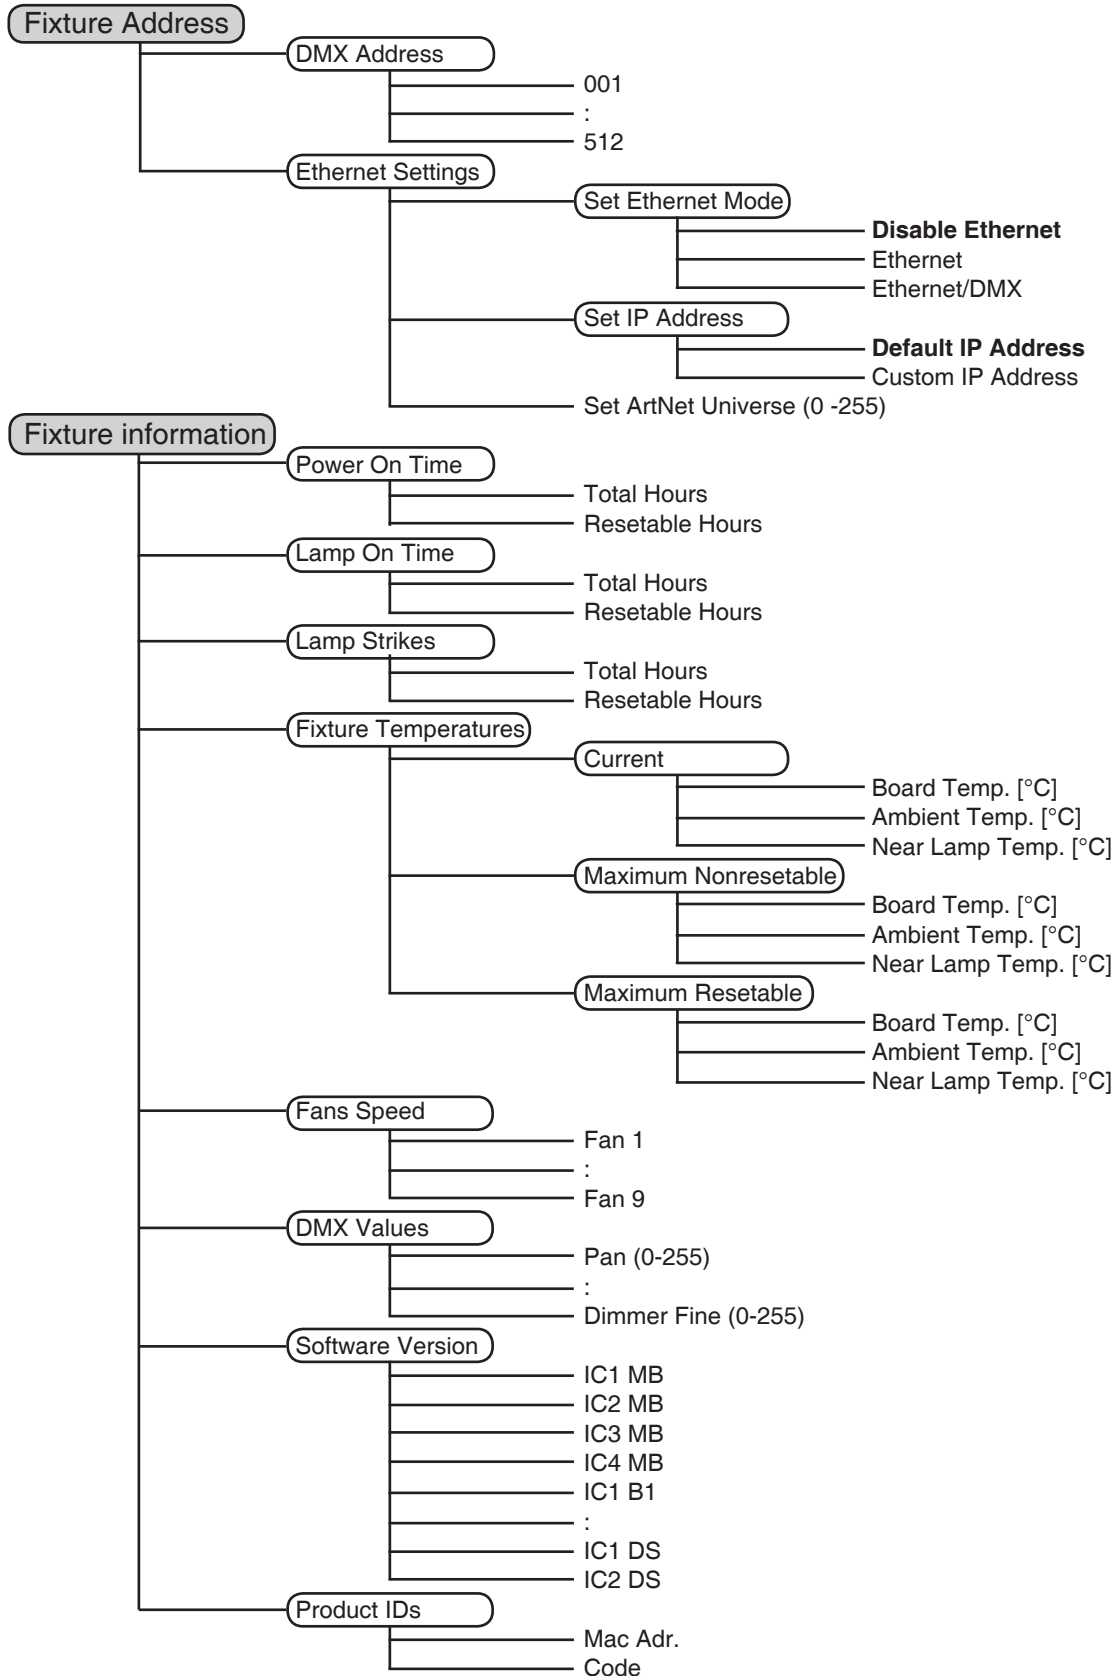 Fixture Address
DMX Address
001
:
512
Ethernet Settings
Set Ethernet Mode
Disable Ethernet
Ethernet
Ethernet/DMX
Set IP Address
Default IP Address
Custom IP Address
Set ArtNet Universe (0 -255)
Fixture information
Power On Time
Total Hours
Resetable Hours
Lamp On Time
Total Hours
Resetable Hours
Lamp Strikes
Total Hours
Resetable Hours
Fixture Temperatures
Current
Board Temp. [°C]
Ambient Temp. [°C]
Near Lamp Temp. [°C]
Maximum Nonresetable
Board Temp. [°C]
Ambient Temp. [°C]
Near Lamp Temp. [°C]
Maximum Resetable
Board Temp. [°C]
Ambient Temp. [°C]
Near Lamp Temp. [°C]
Fans Speed
Fan 1
:
Fan 9
DMX Values
Pan (0-255)
:
Dimmer Fine (0-255)
Software Version
IC1 MB
IC2 MB
IC3 MB
IC4 MB
IC1 B1
:
IC1 DS
IC2 DS
Product IDs
Mac Adr.
Code